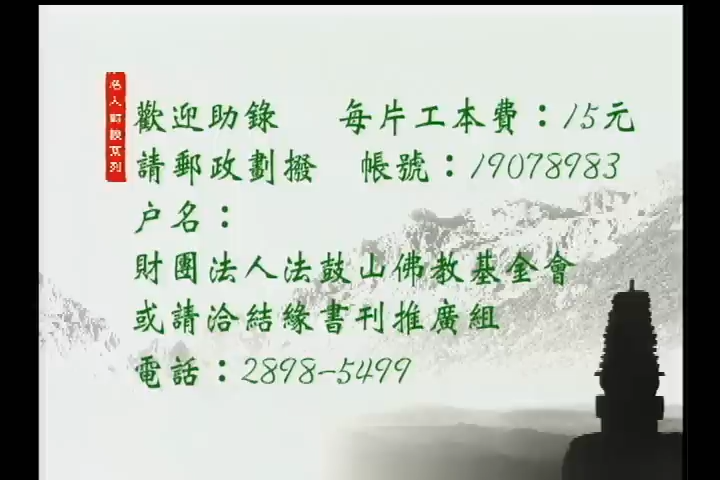 名人訪談系列
歡迎助錄 每片工本費：15元
請郵政劃撥 帳號：19078983
户名：
財團法人法鼓山佛教基金會
或請洽結緣書刊推廣組
電話：2898-5499